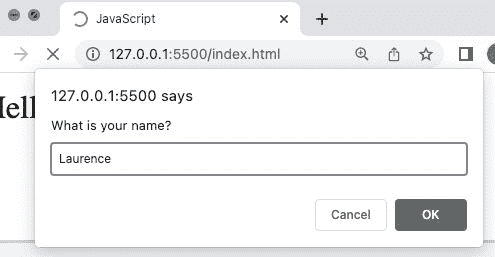 JavaScript
127.0.0.1:5500/index.html
127.0.0.1:5500 says
What is your name?
Laurence
Cancel
OK